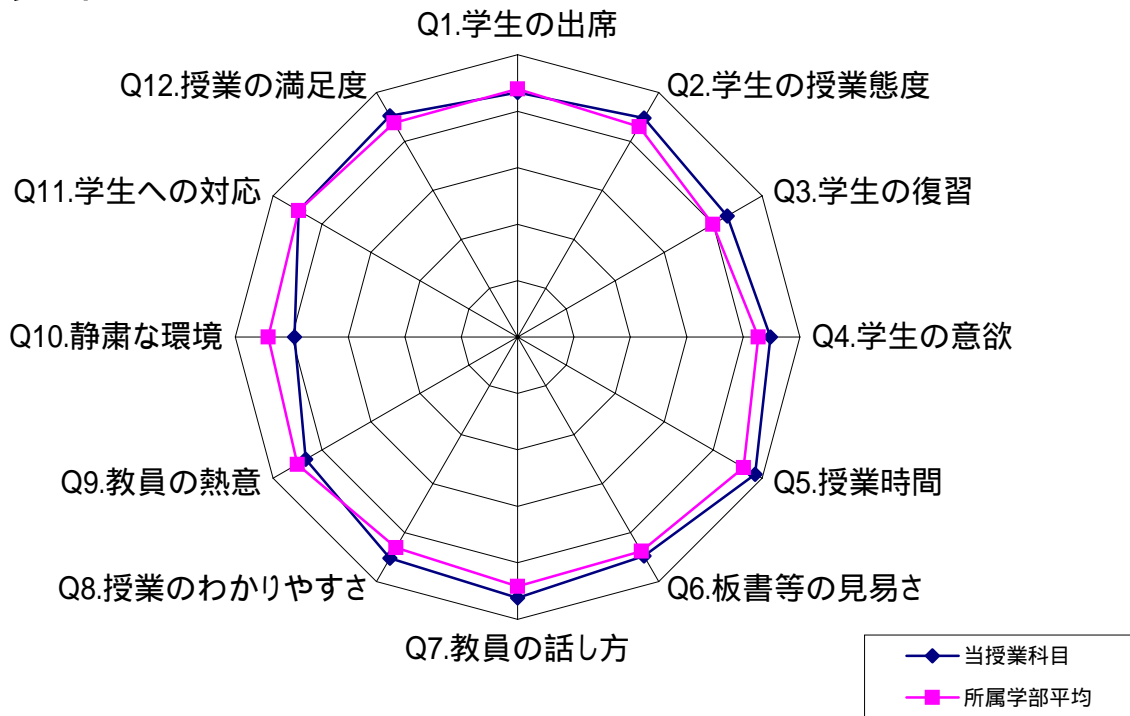 Q1.学生の出席
Q2.学生の授業態度
Q3.学生の復習
Q4.学生の意欲
Q5.授業時間
Q6.板書等の見易さ
Q7.教員の話し方
Q8.授業のわかりやすさ
Q9.教員の熱意
Q10.静粛な環境
Q11.学生への対応
Q12.授業の満足度
当授業科目
所属学部平均